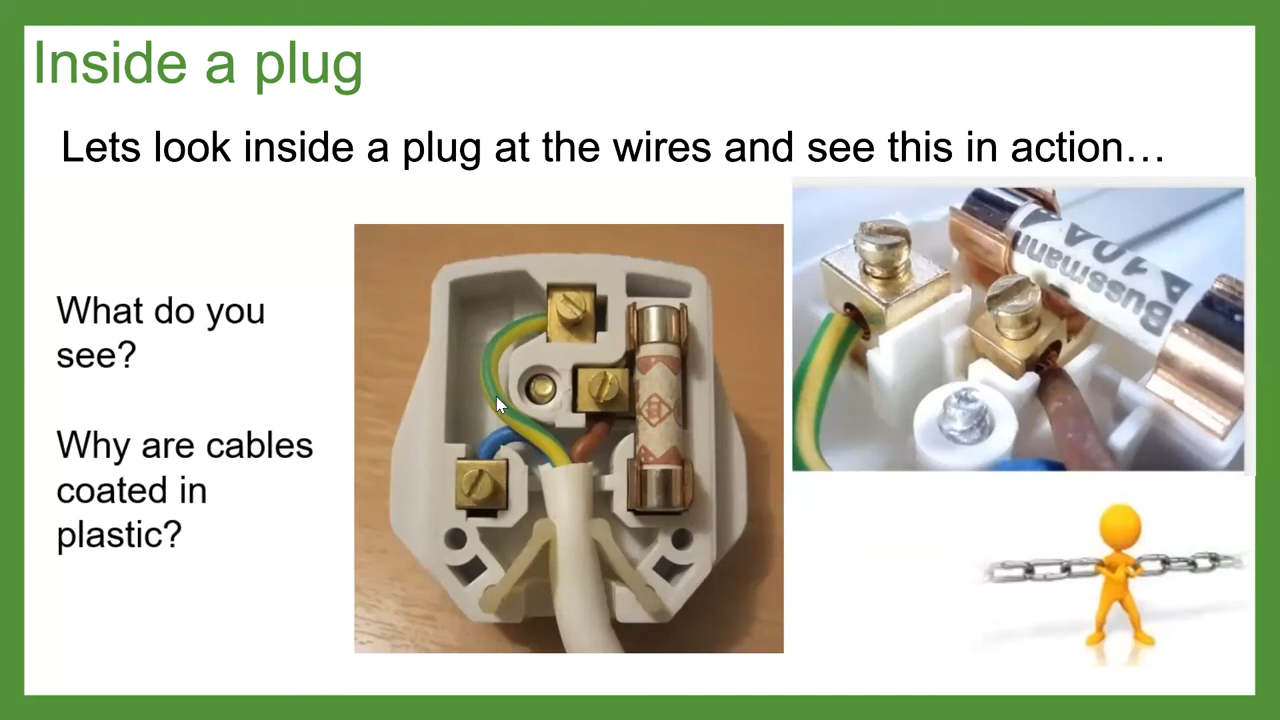 Inside a plug
Lets look inside a plug at the wires and see this in action…
What do you
see?
Why are cables
coated in
plastic?
Bussmann
10A